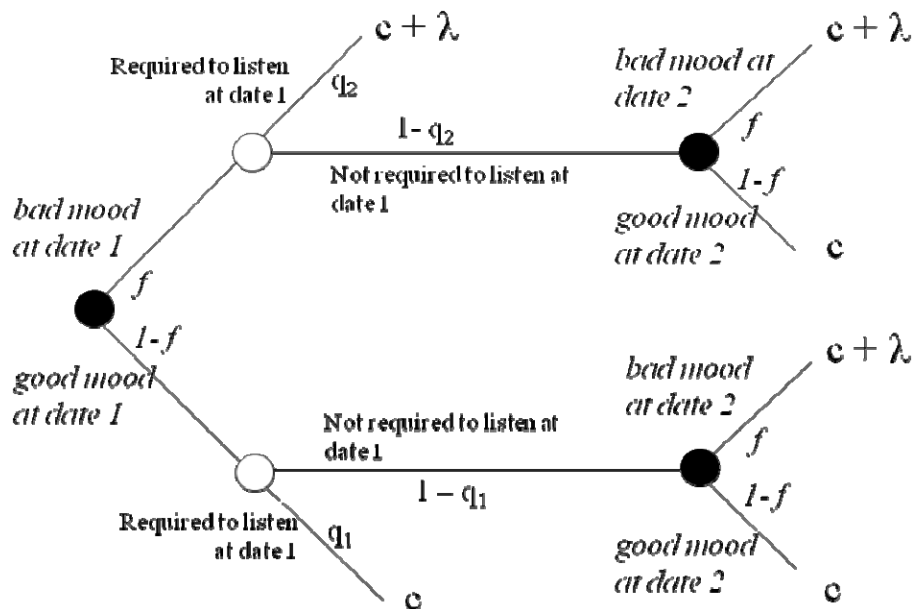 c + λ
Required to listen
at date 1
q2
1- q2
Not required to listen at
date 1
bad mood at
date 2
c + λ
f
1-f
good mood
at date 2
c
bad mood
at date 1
f
1-f
good mood
at date 1
Not required to listen at
date 1
1 – q1
Required to listen
at date 1
q1
c
bad mood
at date 2
c + λ
f
1-f
good mood
at date 2
c